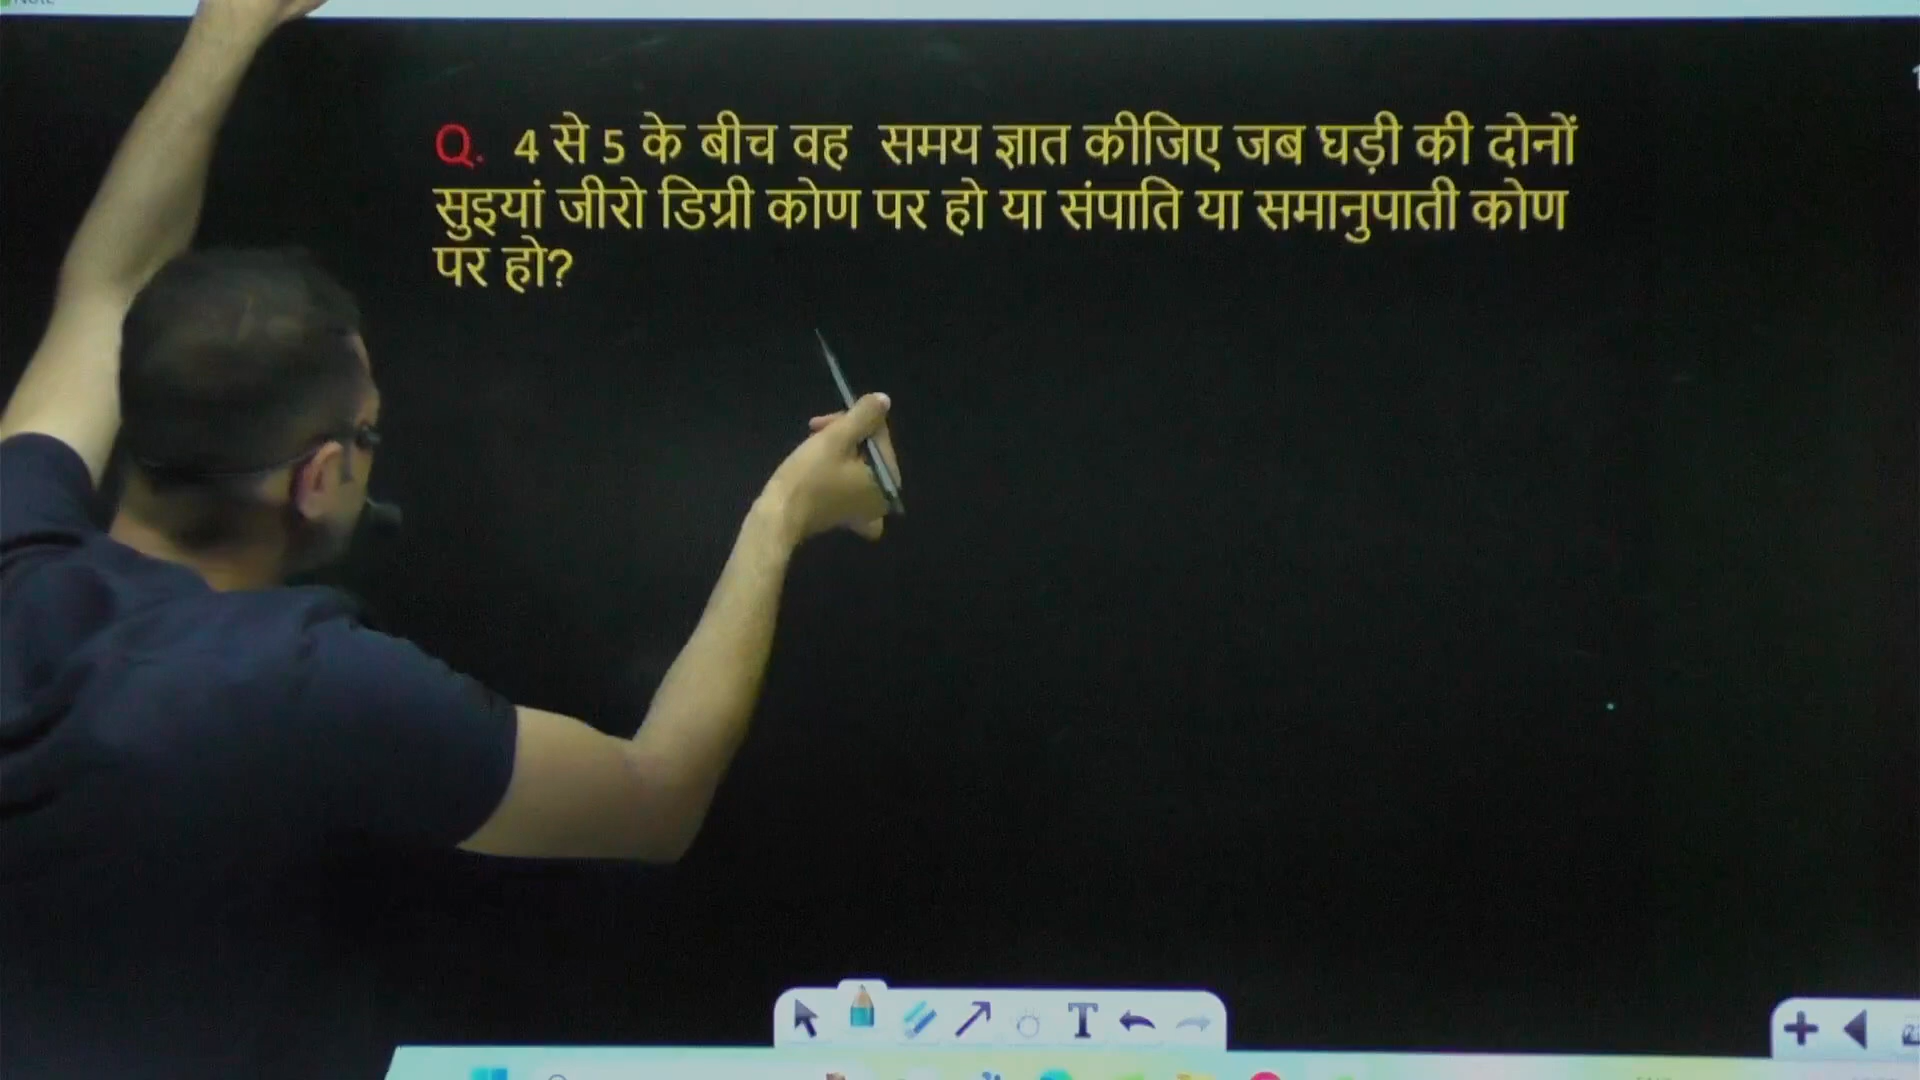 Q. 4 से 5 के बीच वह समय ज्ञात कीजिए जब घड़ी की दोनों
सुइयां जीरो डिग्री कोण पर हो या संपाति या समानुपाती कोण
पर हो?
T